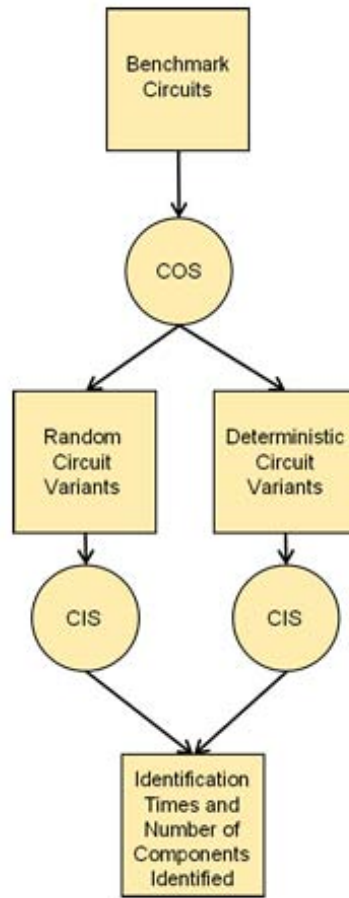 Benchmark
Circuits
COS
Random
Circuit
Variants
Deterministic
Circuit
Variants
CIS
CIS
Identification
Times and
Number of
Components
Identified